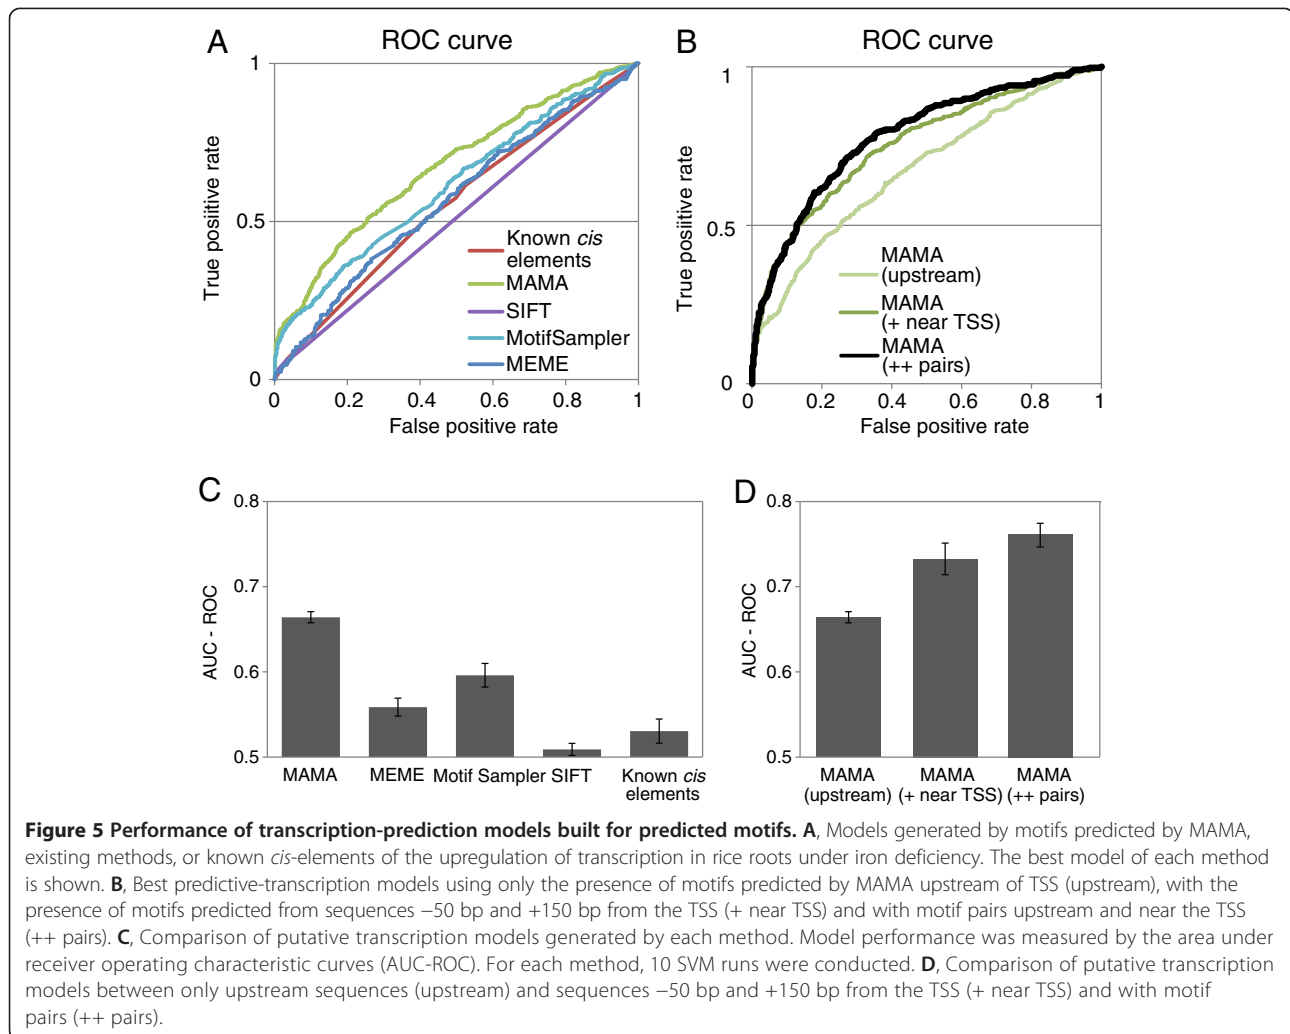 A
ROC curve
1
0.5
0
True posiitive rate
0
0.2
0.4
0.6
0.8
1
False positive rate
Known cis
elements
MAMA
SIFT
MotifSampler
MEME
B
ROC curve
1
0.5
0
True posiitive rate
0
0.2
0.4
0.6
0.8
1
False positive rate
MAMA
(upstream)
MAMA
(+ near TSS)
MAMA
(++ pairs)
C
0.8
0.7
0.6
0.5
AUC - ROC
MAMA
MEME
Motif Sampler
SIFT
Known cis
elements
D
0.8
0.7
0.6
0.5
AUC - ROC
MAMA
(upstream)
MAMA
(+ near TSS)
MAMA
(++ pairs)
Figure 5 Performance of transcription-prediction models built for predicted motifs. A, Models generated by motifs predicted by MAMA,
existing methods, or known cis-elements of the upregulation of transcription in rice roots under iron deficiency. The best model of each method
is shown. B, Best predictive-transcription models using only the presence of motifs predicted by MAMA upstream of TSS (upstream), with the
presence of motifs predicted from sequences −50 bp and +150 bp from the TSS (+ near TSS) and with motif pairs upstream and near the TSS
(++ pairs). C, Comparison of putative transcription models generated by each method. Model performance was measured by the area under
receiver operating characteristic curves (AUC-ROC). For each method, 10 SVM runs were conducted. D, Comparison of putative transcription
models between only upstream sequences (upstream) and sequences −50 bp and +150 bp from the TSS (+ near TSS) and with motif
pairs (++ pairs).